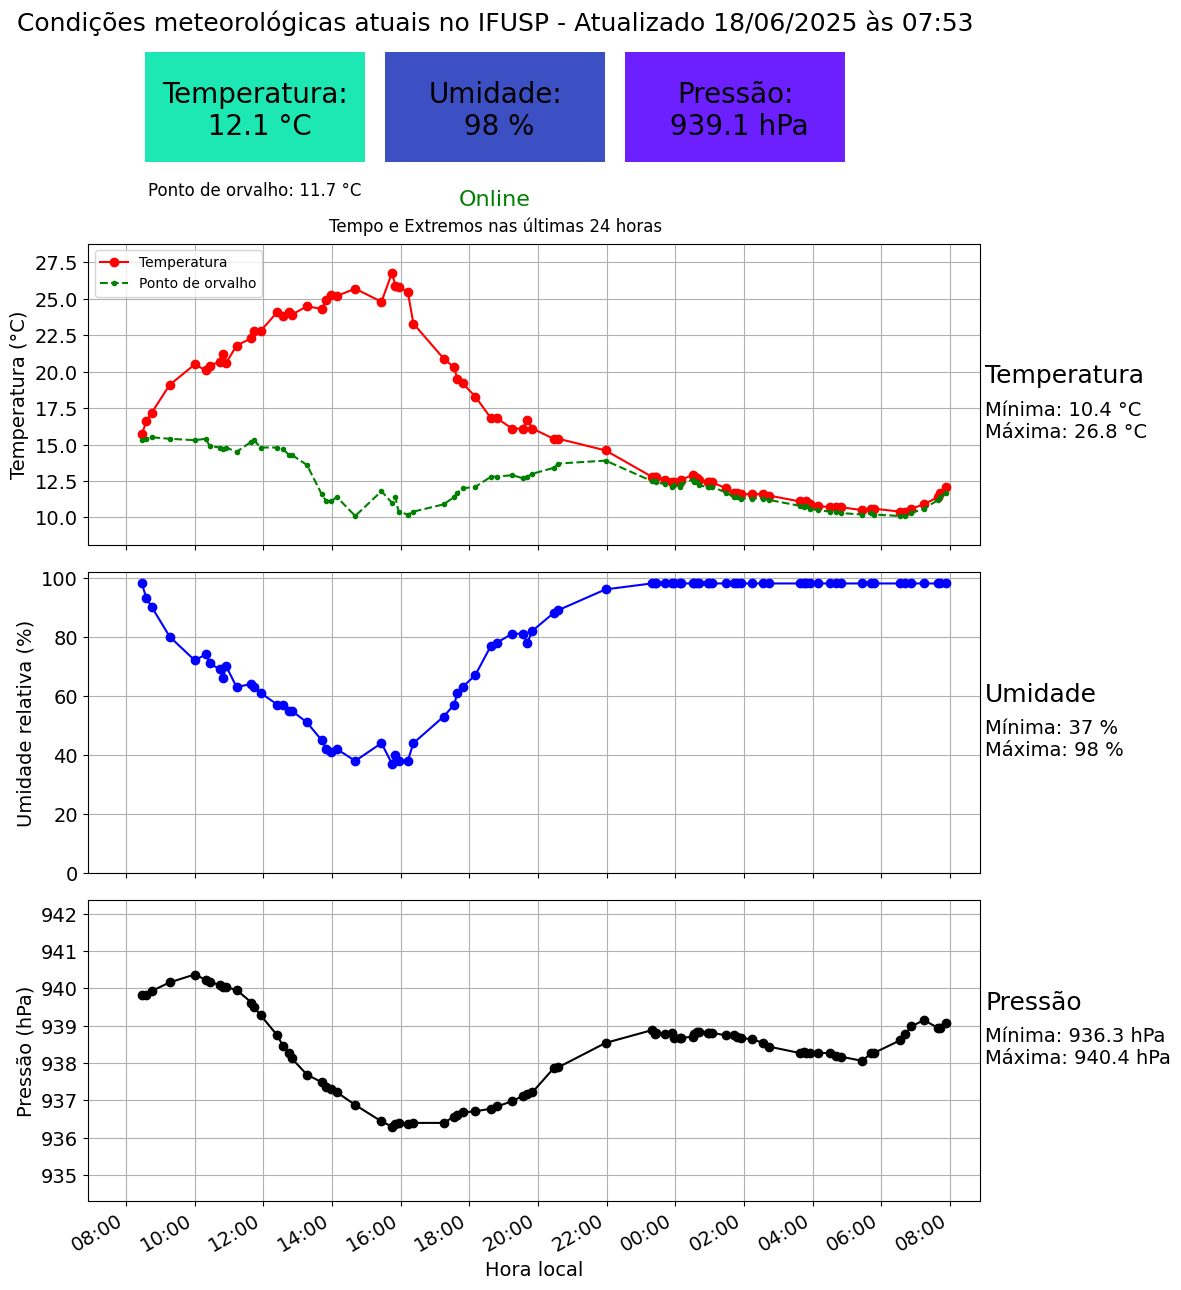 Condições meteorológicas atuais no IFUSP - Atualizado 18/06/2025 às 07:53
Temperatura:
12.1 °C
Umidade:
98 %
Pressão:
939.1 hPa
Ponto de orvalho: 11.7 °C
Online
Tempo e Extremos nas últimas 24 horas
Temperatura
Ponto de orvalho
Temperatura (°C)
27.5
25.0
22.5
20.0
17.5
15.0
12.5
10.0
Temperatura
Mínima: 10.4 °C
Máxima: 26.8 °C
Umidade relativa (%)
100
80
60
40
20
0
Umidade
Mínima: 37 %
Máxima: 98 %
Pressão (hPa)
942
941
940
939
938
937
936
935
Pressão
Mínima: 936.3 hPa
Máxima: 940.4 hPa
08:00 10:00 12:00 14:00 16:00 18:00 20:00 22:00 00:00 02:00 04:00 06:00 08:00
Hora local